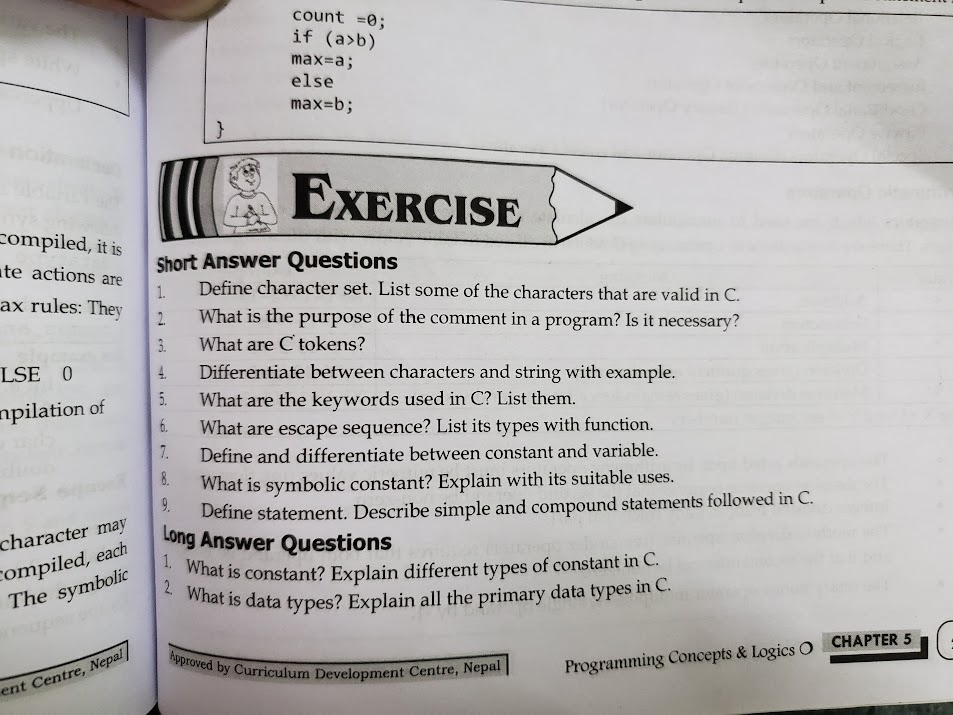 count =0;
if (a>b)
max=a;
else
max=b;
}
EXERCISE
compiled, it is
actions are
rules: They
LSE 0
of
character may
compiled, each
The symbolic
Centre, Nepal
Short Answer Questions
1. Define character set. List some of the characters that are valid in C.
2. What is the purpose of the comment in a program? Is it necessary?
3. What are C tokens?
4. Differentiate between characters and string with example.
5. What are the keywords used in C? List them.
6. What are escape sequence? List its types with function.
7. Define and differentiate between constant and variable.
8. What is symbolic constant? Explain with its suitable uses.
9. Define statement. Describe simple and compound statements followed in C.
Long Answer Questions
1. What is constant? Explain different types of constant in C.
2. What is data types? Explain all the primary data types in C.
Approved by Curriculum Development Centre, Nepal
Programming Concepts & Logics CHAPTER 5